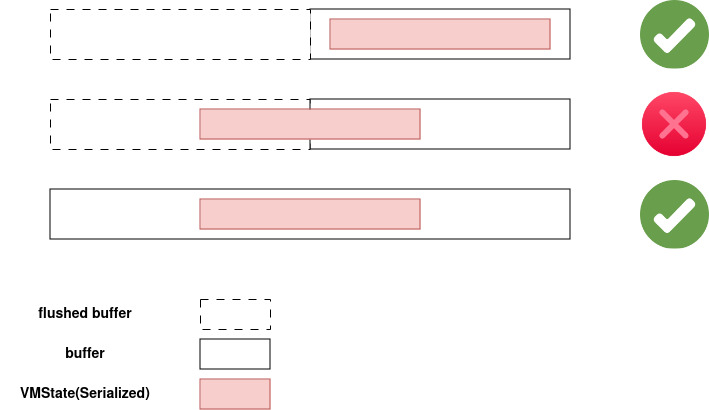 flushed buffer
buffer
VMState(Serialized)